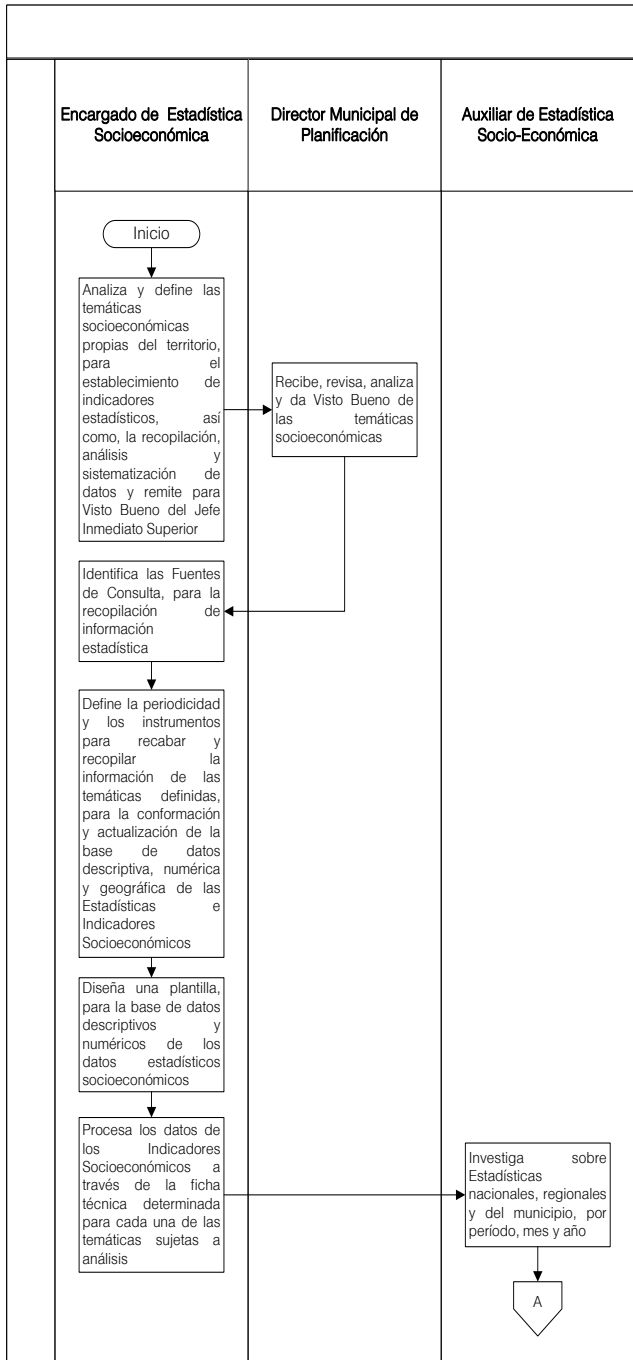 Encargado de Estadística
Socioeconómica
Director Municipal de
Planificación
Auxiliar de Estadística
Socio-Económica
Inicio
Analiza y define las
temáticas
socioeconómicas
propias del territorio,
para el
establecimiento de
indicadores
estadísticos, así
como, la recopilación,
análisis y
sistematización de
datos y remite para
Visto Bueno del Jefe
Inmediato Superior
Recibe, revisa, analiza
y da Visto Bueno de
las temáticas
socioeconómicas
Identifica las Fuentes
de Consulta, para la
recopilación de
información
estadística
Define la periodicidad
y los instrumentos
para recabar y
recopilar la
información de las
temáticas definidas,
para la conformación
y actualización de la
base de datos
descriptiva, numérica
y geográfica de las
Estadísticas e
Indicadores
Socioeconómicos
Diseña una plantilla,
para la base de datos
descriptivos y
numéricos de los
datos estadísticos
socioeconómicos
Procesa los datos de
los Indicadores
Socioeconómicos a
través de la ficha
técnica determinada
para cada una de las
temáticas sujetas a
análisis
Investiga sobre
Estadísticas
nacionales, regionales
y del municipio, por
período, mes y año
A